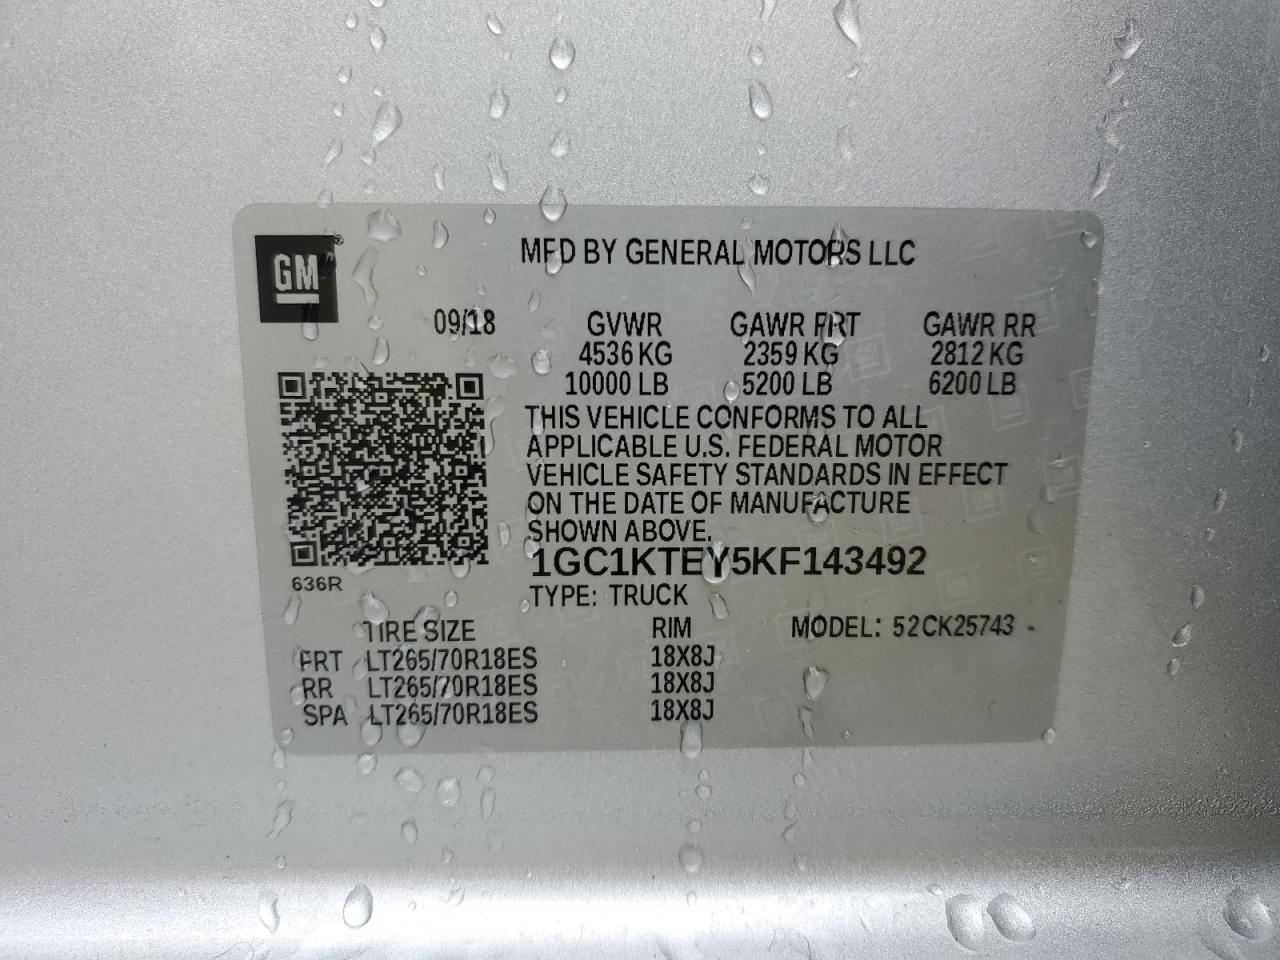 GM
MFD BY GENERAL MOTORS LLC
09/18 GVWR GAWR FRT GAWR RR
4536 KG 2359 KG 2812 KG
10000 LB 5200 LB 6200 LB
THIS VEHICLE CONFORMS TO ALL
APPLICABLE U.S. FEDERAL MOTOR
VEHICLE SAFETY STANDARDS IN EFFECT
ON THE DATE OF MANUFACTURE
SHOWN ABOVE.
1GC1KTEY5KF143492
636R
TYPE: TRUCK
TIRE SIZE RIM MODEL: 52CK25743
FRT LT265/70R18ES 18X8J
RR LT265/70R18ES 18X8J
SPA LT265/70R18ES 18X8J